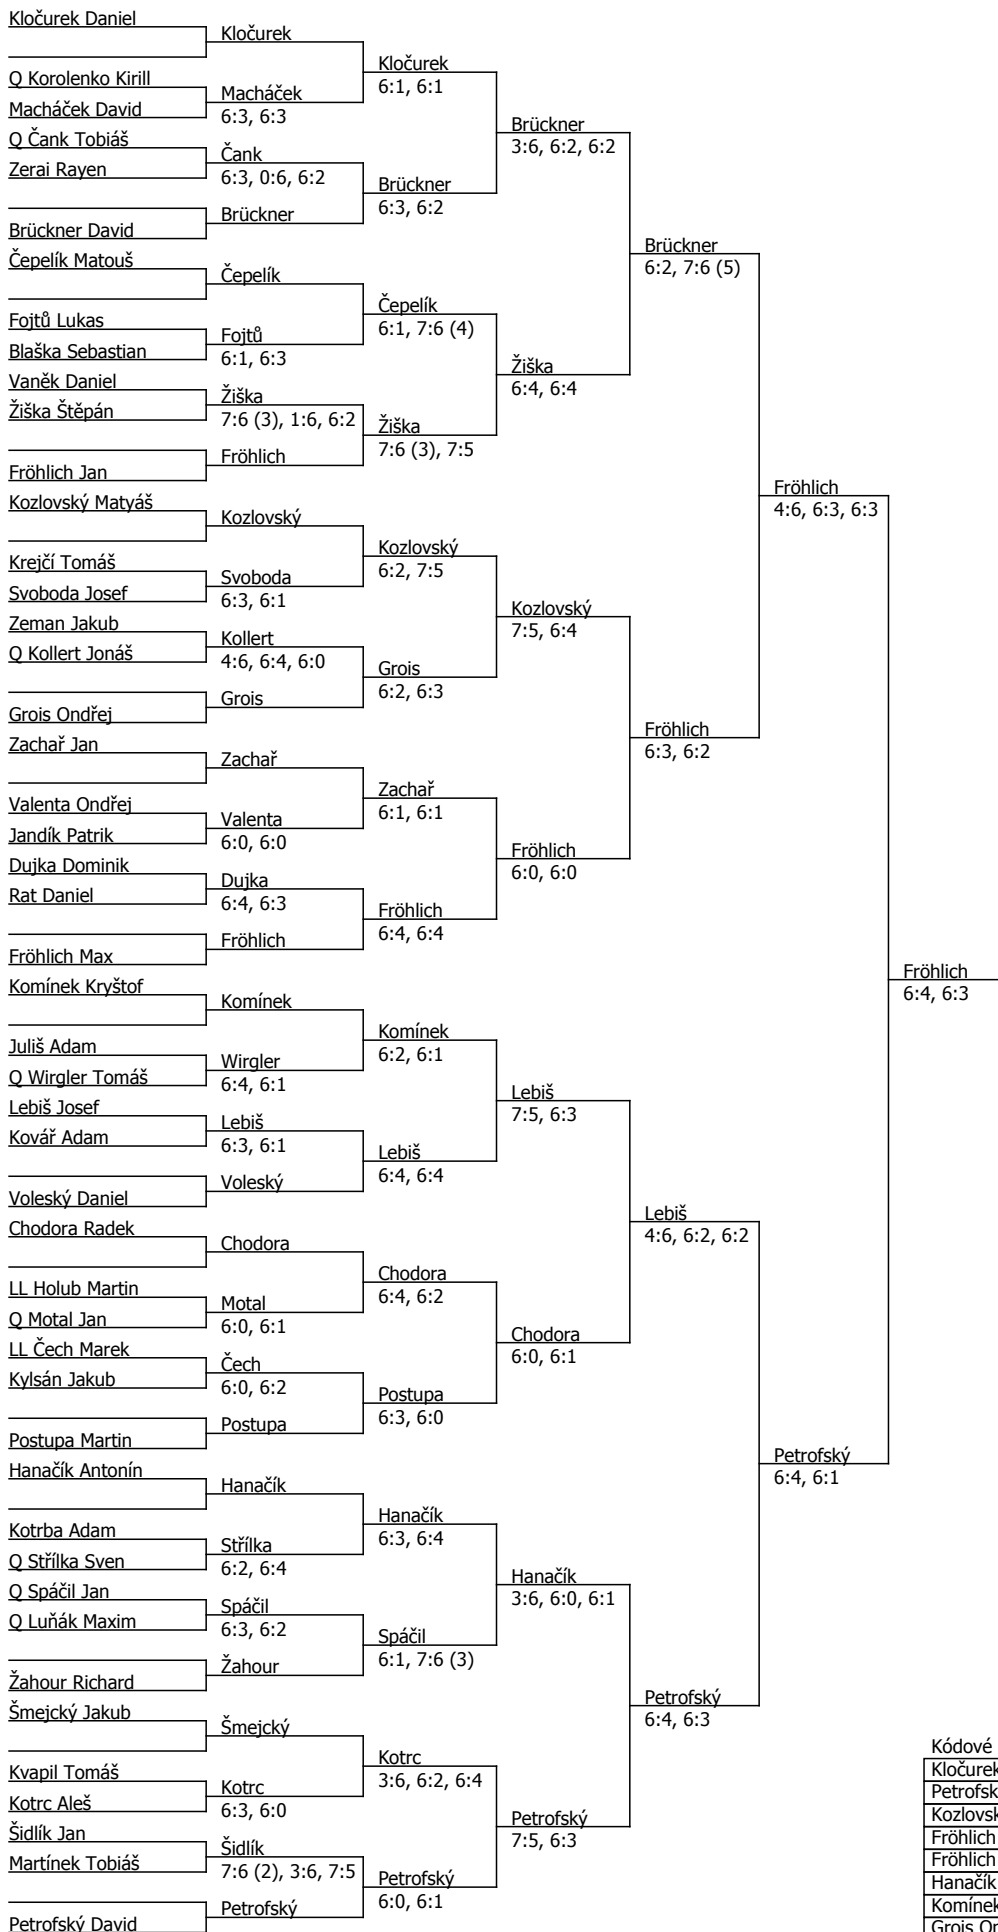 Kločurek Daniel
Q Korolenko Kirill
Macháček David
Q Čank Tobiáš
Zerai Rayen
Brückner David
Čepelík Matouš
Fojtů Lukas
Blaška Sebastian
Vaněk Daniel
Žiška Štěpán
Fröhlich Jan
Kozlovský Matyáš
Krejčí Tomáš
Svoboda Josef
Zeman Jakub
Q Kollert Jonáš
Grois Ondřej
Zachař Jan
Valenta Ondřej
Jandík Patrik
Dujka Dominik
Rat Daniel
Fröhlich Max
Komínek Kryštof
Juliš Adam
Q Wirgler Tomáš
Lebiš Josef
Kovář Adam
Voleský Daniel
Chodora Radek
LL Holub Martin
Q Motal Jan
LL Čech Marek
Kylsán Jakub
Postupa Martin
Hanačík Antonín
Kotrba Adam
Q Střílka Sven
Q Spáčil Jan
Q Luňák Maxim
Žahour Richard
Šmejcký Jakub
Kvapil Tomáš
Kotrc Aleš
Šidlík Jan
Martínek Tobiáš
Petrofský David
Kločurek
Macháček
6:3, 6:3
Čank
6:3, 0:6, 6:2
Brückner
Čepelík
Fojtů
6:1, 6:3
Žiška
7:6 (3), 1:6, 6:2
Fröhlich
Kozlovský
Svoboda
6:3, 6:1
Kollert
4:6, 6:4, 6:0
Grois
Zachař
Valenta
6:0, 6:0
Dujka
6:4, 6:3
Fröhlich
Komínek
Wirgler
6:4, 6:1
Lebiš
6:3, 6:1
Voleský
Chodora
Motal
6:0, 6:1
Čech
6:0, 6:2
Postupa
Hanačík
Střílka
6:2, 6:4
Spáčil
6:3, 6:2
Žahour
Šmejcký
Kotrc
6:3, 6:0
Šidlík
7:6 (2), 3:6, 7:5
Petrofský
Kločurek
6:1, 6:1
Brückner
6:3, 6:2
Čepelík
6:1, 7:6 (4)
Žiška
7:6 (3), 7:5
Kozlovský
6:2, 7:5
Grois
6:2, 6:3
Zachař
6:1, 6:1
Fröhlich
6:4, 6:4
Komínek
6:2, 6:1
Lebiš
6:4, 6:4
Chodora
6:4, 6:2
Postupa
6:3, 6:0
Hanačík
6:3, 6:4
Spáčil
6:1, 7:6 (3)
Kotrc
3:6, 6:2, 6:4
Petrofský
6:0, 6:1
Brückner
3:6, 6:2, 6:2
Žiška
6:4, 6:4
Kozlovský
7:5, 6:4
Fröhlich
6:0, 6:0
Lebiš
7:5, 6:3
Chodora
6:0, 6:1
Hanačík
3:6, 6:0, 6:1
Petrofský
7:5, 6:3
Brückner
6:2, 7:6 (5)
Fröhlich
6:3, 6:2
Lebiš
4:6, 6:2, 6:2
Petrofský
6:4, 6:3
Fröhlich
4:6, 6:3, 6:3
Petrofský
6:4, 6:1
Fröhlich
6:4, 6:3
Kódové
Kločurek
Petrofsk
Kozlovsk
Fröhlich
Fröhlich
Hanačík
Komínek
Grois On